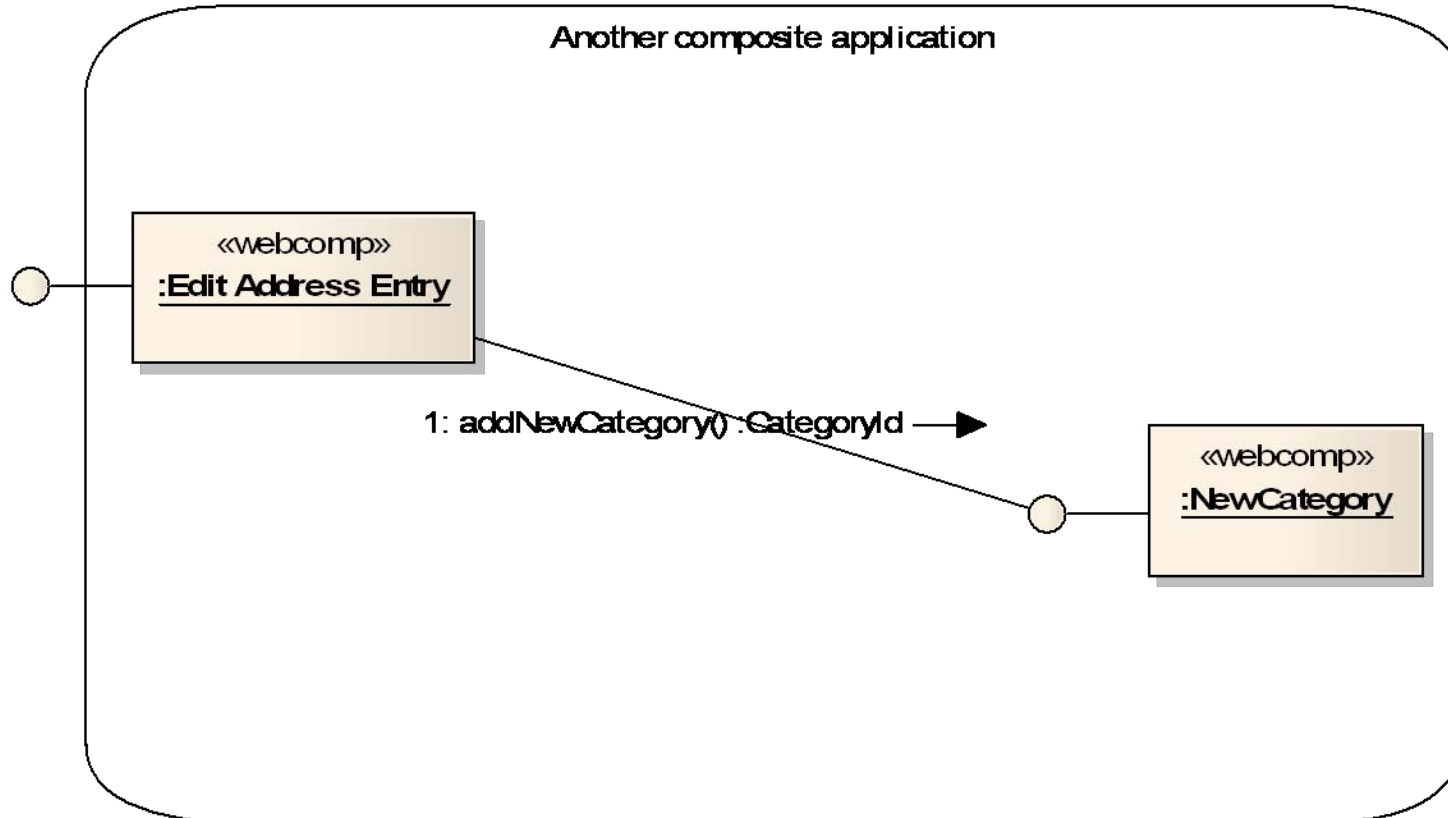 Another composite application
«webcomp»
:Edit Address Entry
1: addNewCategory() :CategoryId
«webcomp»
:NewCategory